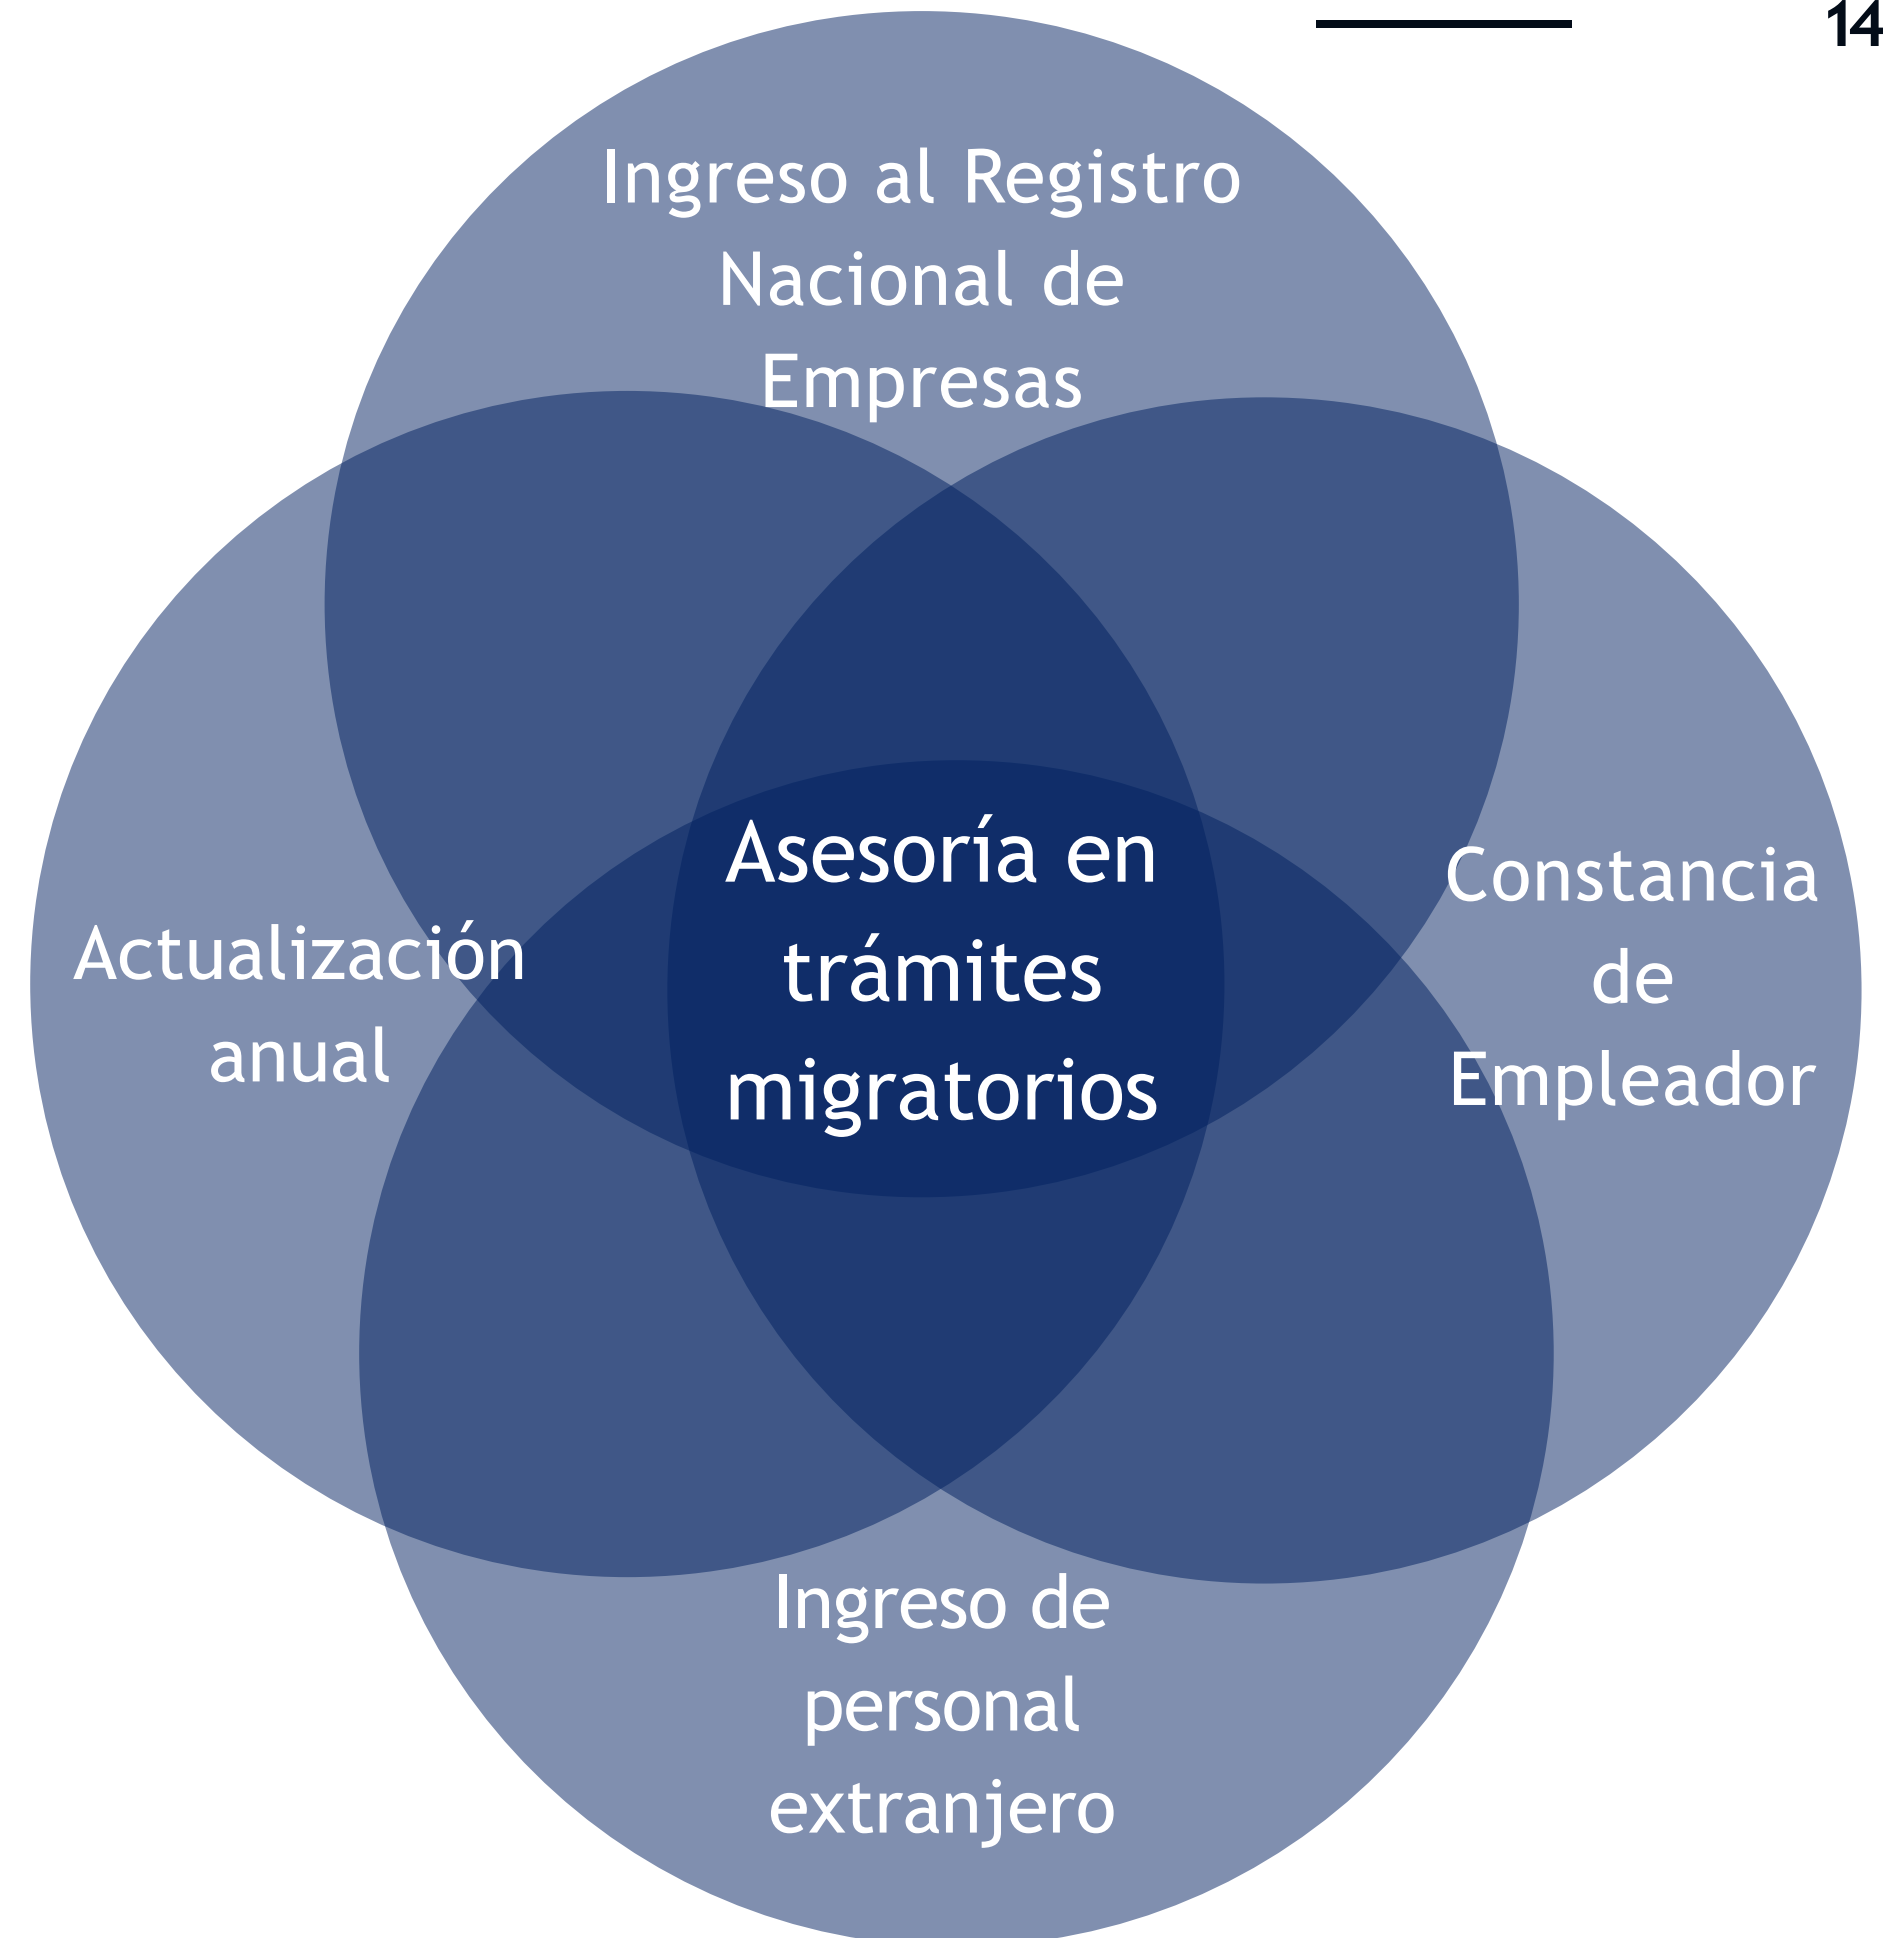 14
Ingreso al Registro
Nacional de
Empresas
Asesoría en
trámites
migratorios
Actualización
anual
Constancia
de
Empleador
Ingreso de
personal
extranjero